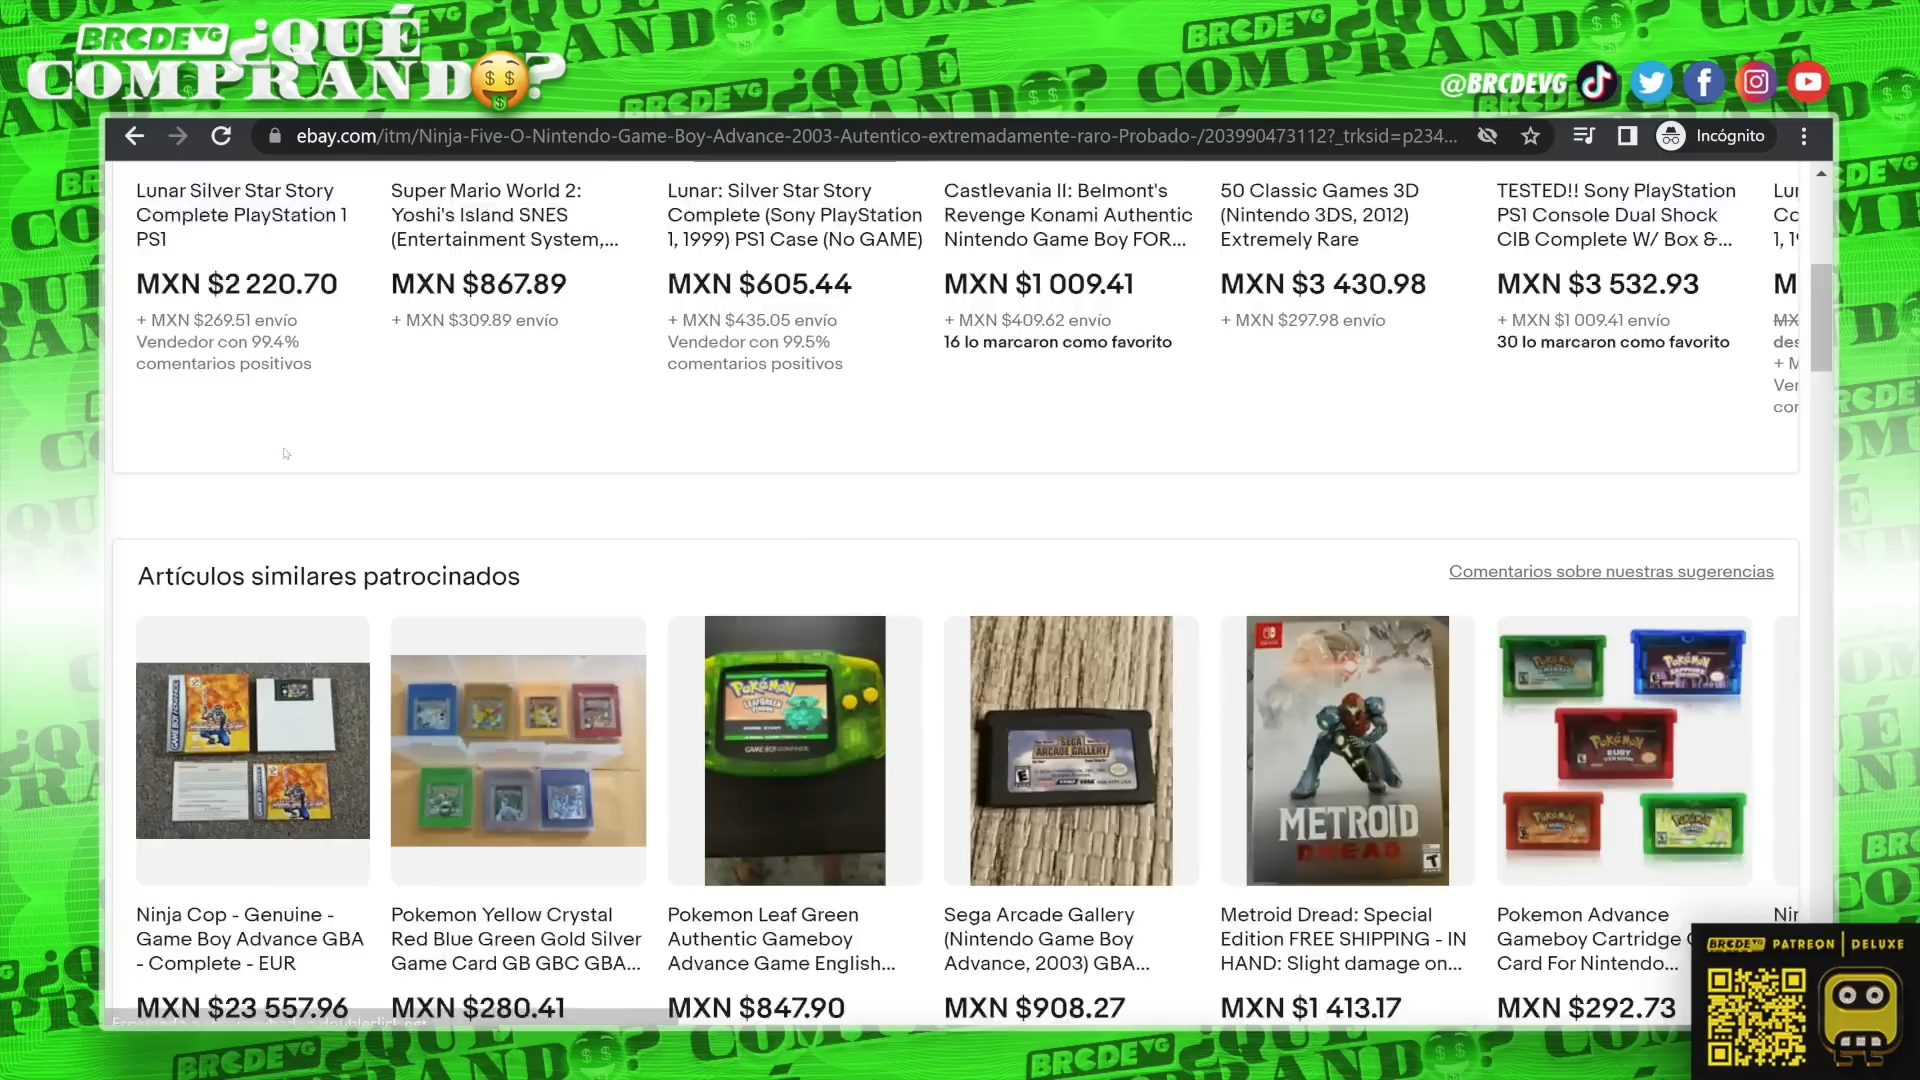 BRCDEVG ¿QUÉ
COMPRANDO?
@BRCDEVG
ebay.com/itm/Ninja-Five-O-Nintendo-Game-Boy-Advance-2003-Autentico-extremadamente-raro-Probado-/203990473112?_trksid=p234...
Incógnito
Lunar Silver Star Story
Complete PlayStation 1
PS1
MXN $2 220.70
+ MXN $269.51 envío
Vendedor con 99.4%
comentarios positivos
Super Mario World 2:
Yoshi's Island SNES
(Entertainment System,...
MXN $867.89
+ MXN $309.89 envío
Lunar: Silver Star Story
Complete (Sony PlayStation
1, 1999) PS1 Case (No GAME)
MXN $605.44
+ MXN $435.05 envío
Vendedor con 99.5%
comentarios positivos
Castlevania II: Belmont's
Revenge Konami Authentic
Nintendo Game Boy FOR...
MXN $1 009.41
+ MXN $409.62 envío
16 lo marcaron como favorito
50 Classic Games 3D
(Nintendo 3DS, 2012)
Extremely Rare
MXN $3 430.98
+ MXN $297.98 envío
TESTED!! Sony PlayStation
PS1 Console Dual Shock
CIB Complete W/ Box &...
MXN $3 532.93
+ MXN $1 009.41 envío
30 lo marcaron como favorito
Artículos similares patrocinados
Comentarios sobre nuestras sugerencias
POKéMON
LEAFGREEN
VERSION
GAME BOY ADVANCE
SEGA
ARCADE GALLERY
METROID
DREAD
POKéMON
RUBY
VERSION
Ninja Cop - Genuine -
Game Boy Advance GBA
- Complete - EUR
MXN $23 557.96
Pokemon Yellow Crystal
Red Blue Green Gold Silver
Game Card GB GBC GBA...
MXN $280.41
Pokemon Leaf Green
Authentic Gameboy
Advance Game English...
MXN $847.90
Sega Arcade Gallery
(Nintendo Game Boy
Advance, 2003) GBA...
MXN $908.27
Metroid Dread: Special
Edition FREE SHIPPING - IN
HAND: Slight damage on...
MXN $1 413.17
Pokemon Advance
Gameboy Cartridge
Card For Nintendo...
MXN $292.73
BRCDEVG PATREON | DELUXE